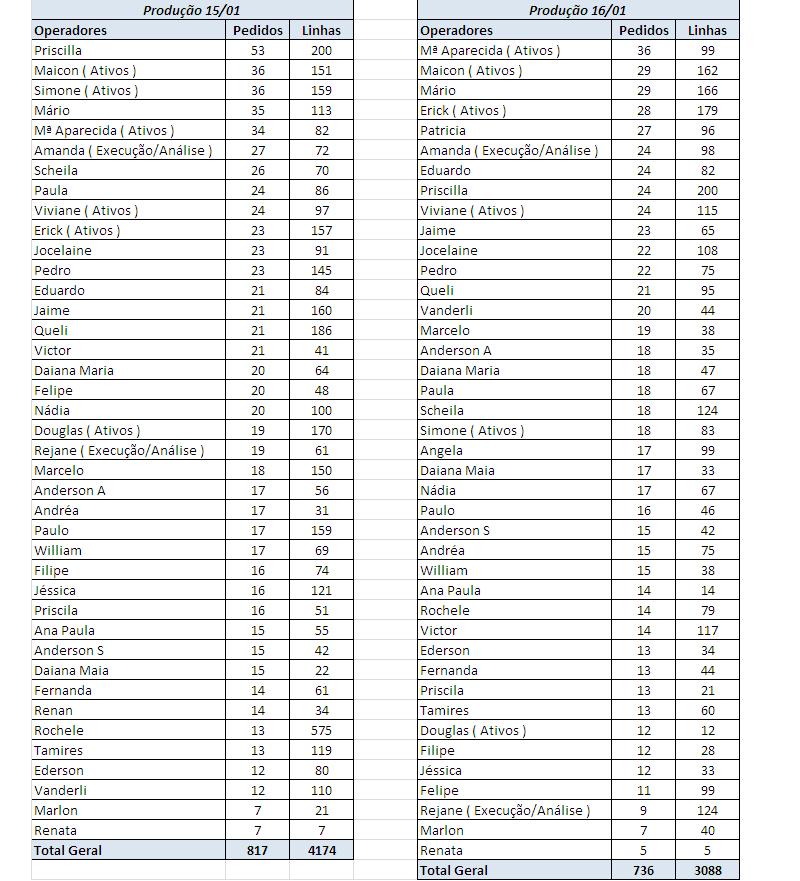 Produção 15/01
Operadores Pedidos Linhas
Priscilla 53 200
Maicon ( Ativos ) 36 151
Simone ( Ativos ) 36 159
Mário 35 113
Mª Aparecida ( Ativos ) 34 82
Amanda ( Execução/Análise ) 27 72
Scheila 26 70
Paula 24 86
Viviane ( Ativos ) 24 97
Erick ( Ativos ) 23 157
Jocelaine 23 91
Pedro 23 145
Eduardo 21 84
Jaime 21 160
Queli 21 186
Victor 21 41
Daiana Maria 20 64
Felipe 20 48
Nádia 20 100
Douglas ( Ativos ) 19 170
Rejane ( Execução/Análise ) 19 61
Marcelo 18 150
Anderson A 17 56
Andréa 17 31
Paulo 17 159
William 17 69
Filipe 16 74
Jéssica 16 121
Priscila 16 51
Ana Paula 15 55
Anderson S 15 42
Daiana Maia 15 22
Fernanda 14 61
Renan 14 34
Rochele 13 575
Tamires 13 119
Ederson 12 80
Vanderli 12 110
Marlon 7 21
Renata 7 7
Total Geral 817 4174
Produção 16/01
Operadores Pedidos Linhas
Mª Aparecida ( Ativos ) 36 99
Maicon ( Ativos ) 29 162
Mário 29 166
Erick ( Ativos ) 28 179
Patricia 27 96
Amanda ( Execução/Análise ) 24 98
Eduardo 24 82
Priscilla 24 200
Viviane ( Ativos ) 24 115
Jaime 23 65
Jocelaine 22 108
Pedro 22 75
Queli 21 95
Vanderli 20 44
Marcelo 19 38
Anderson A 18 35
Daiana Maria 18 47
Paula 18 67
Scheila 18 124
Simone ( Ativos ) 18 83
Angela 17 99
Daiana Maia 17 33
Nádia 17 67
Paulo 16 46
Anderson S 15 42
Andréa 15 75
William 15 38
Ana Paula 14 14
Rochele 14 79
Victor 14 117
Ederson 13 34
Fernanda 13 44
Priscila 13 21
Tamires 13 60
Douglas ( Ativos ) 12 12
Filipe 12 28
Jéssica 12 33
Felipe 11 99
Rejane ( Execução/Análise ) 9 124
Marlon 7 40
Renata 5 5
Total Geral 736 3088